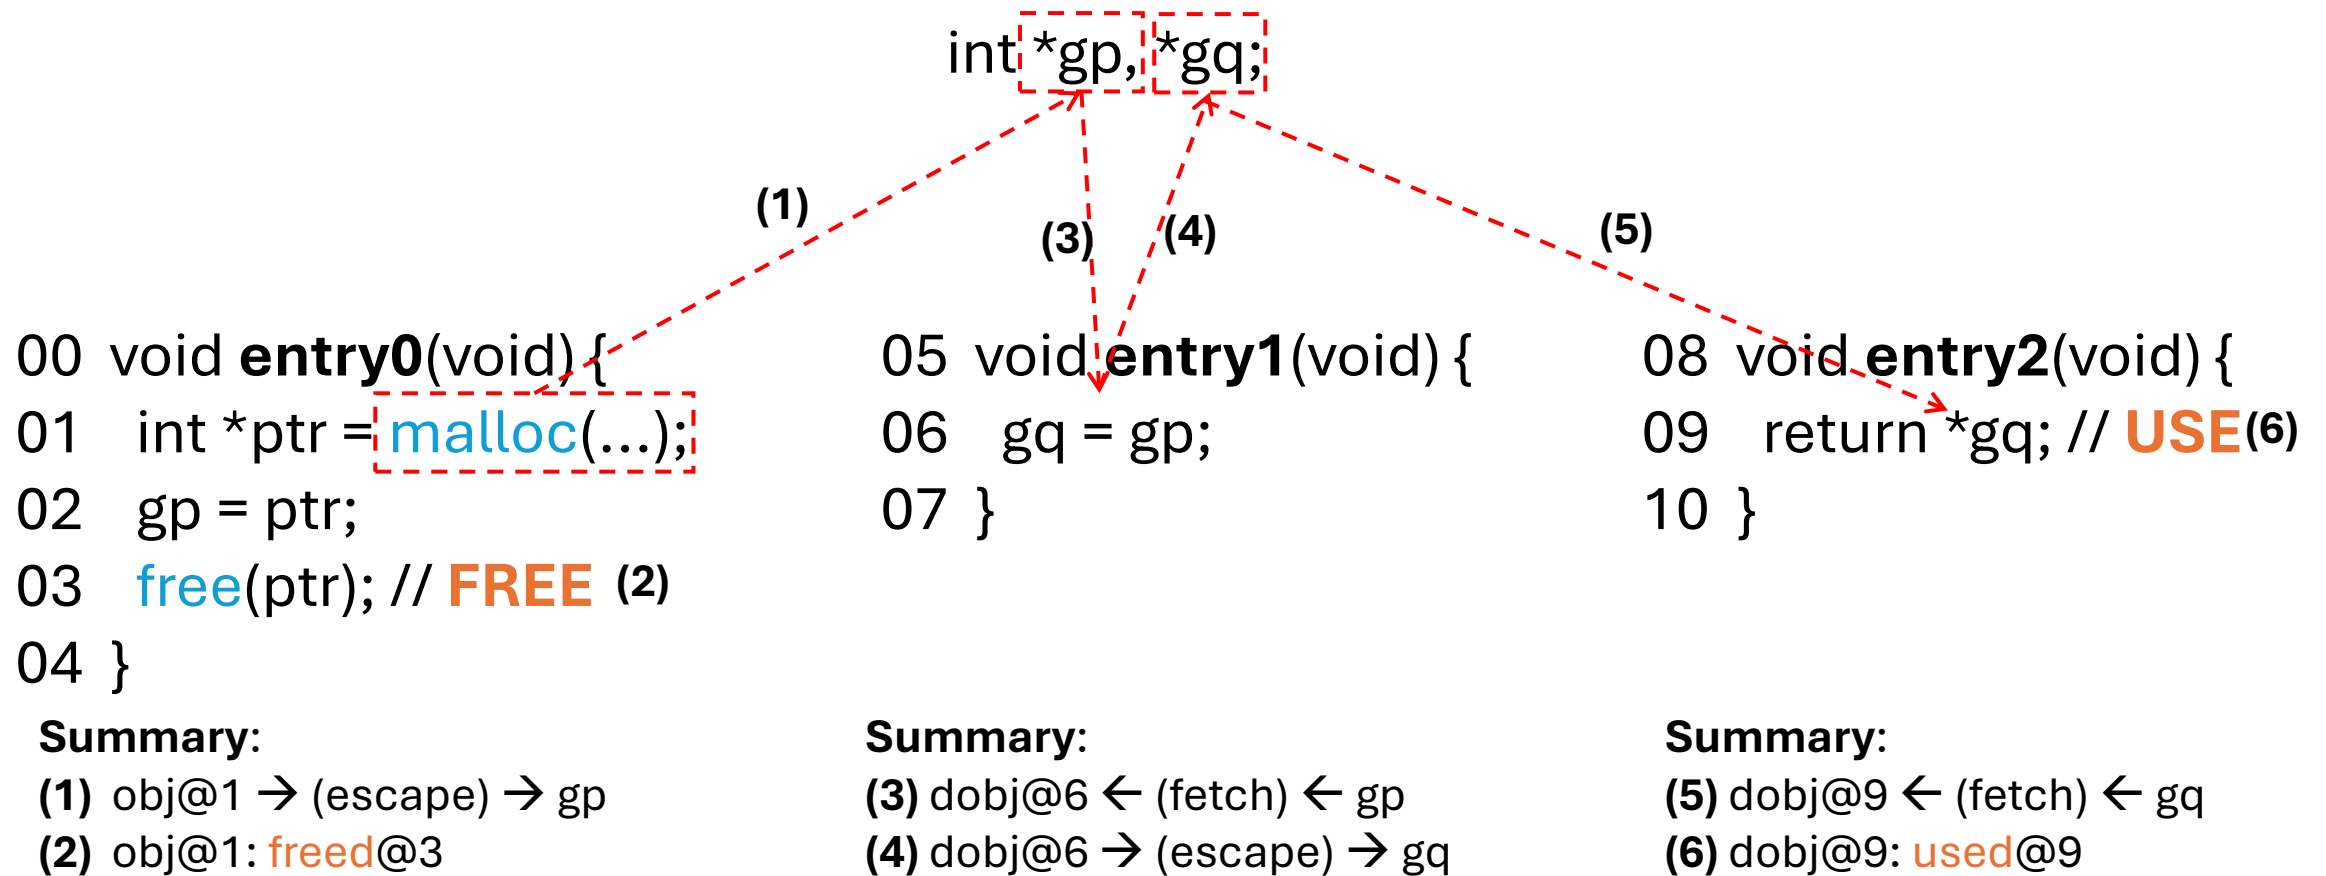 int *gp, *gq;
(1)
(3)
(4)
(5)
00 void entry0(void) {
01 int *ptr = malloc(...);
02 gp = ptr;
03 free(ptr); // FREE (2)
04 }
Summary:
(1) obj@1 → (escape) → gp
(2) obj@1: freed@3
05 void entry1(void) {
06 gq = gp;
07 }
Summary:
(3) dobj@6 ← (fetch) ← gp
(4) dobj@6 → (escape) → gq
08 void entry2(void) {
09 return *gq; // USE (6)
10 }
Summary:
(5) dobj@9 ← (fetch) ← gq
(6) dobj@9: used@9